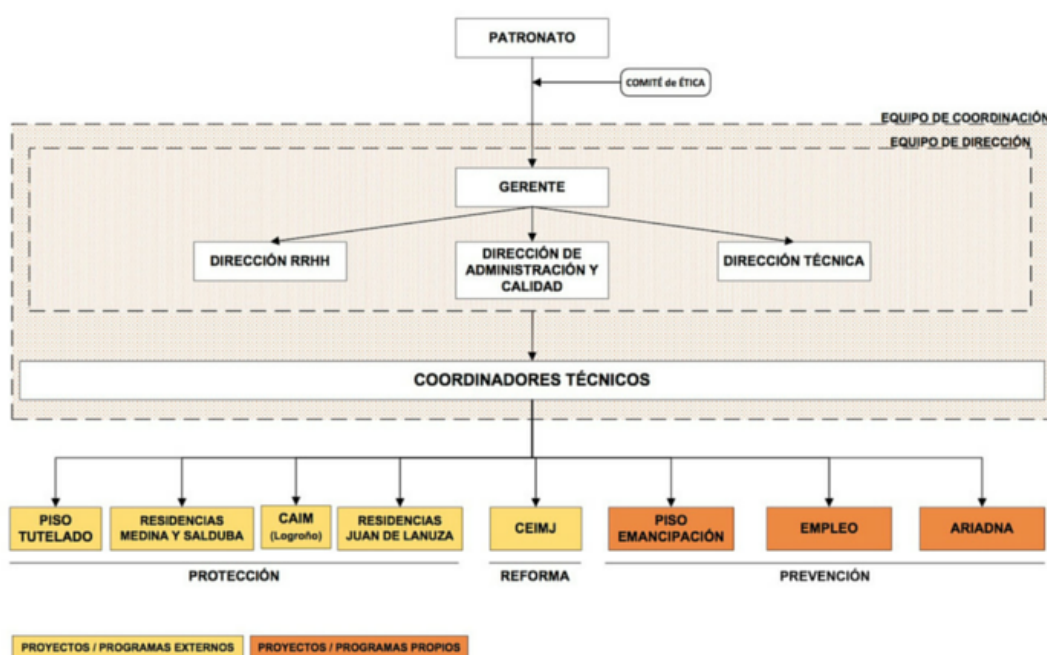 PATRONATO
COMITÉ de ÉTICA
EQUIPO DE COORDINACIÓN
EQUIPO DE DIRECCIÓN
GERENTE
DIRECCIÓN RRHH
DIRECCIÓN DE
ADMINISTRACIÓN Y
CALIDAD
DIRECCIÓN TÉCNICA
COORDINADORES TÉCNICOS
PISO
TUTELADO
RESIDENCIAS
MEDINA Y SALDUBA
CAIM
(Logroño)
RESIDENCIAS
JUAN DE LANUZA
CEIMJ
PISO
EMANCIPACIÓN
EMPLEO
ARIADNA
PROTECCIÓN
REFORMA
PREVENCIÓN
PROYECTOS / PROGRAMAS EXTERNOS
PROYECTOS / PROGRAMAS PROPIOS